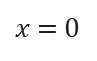 x = 0